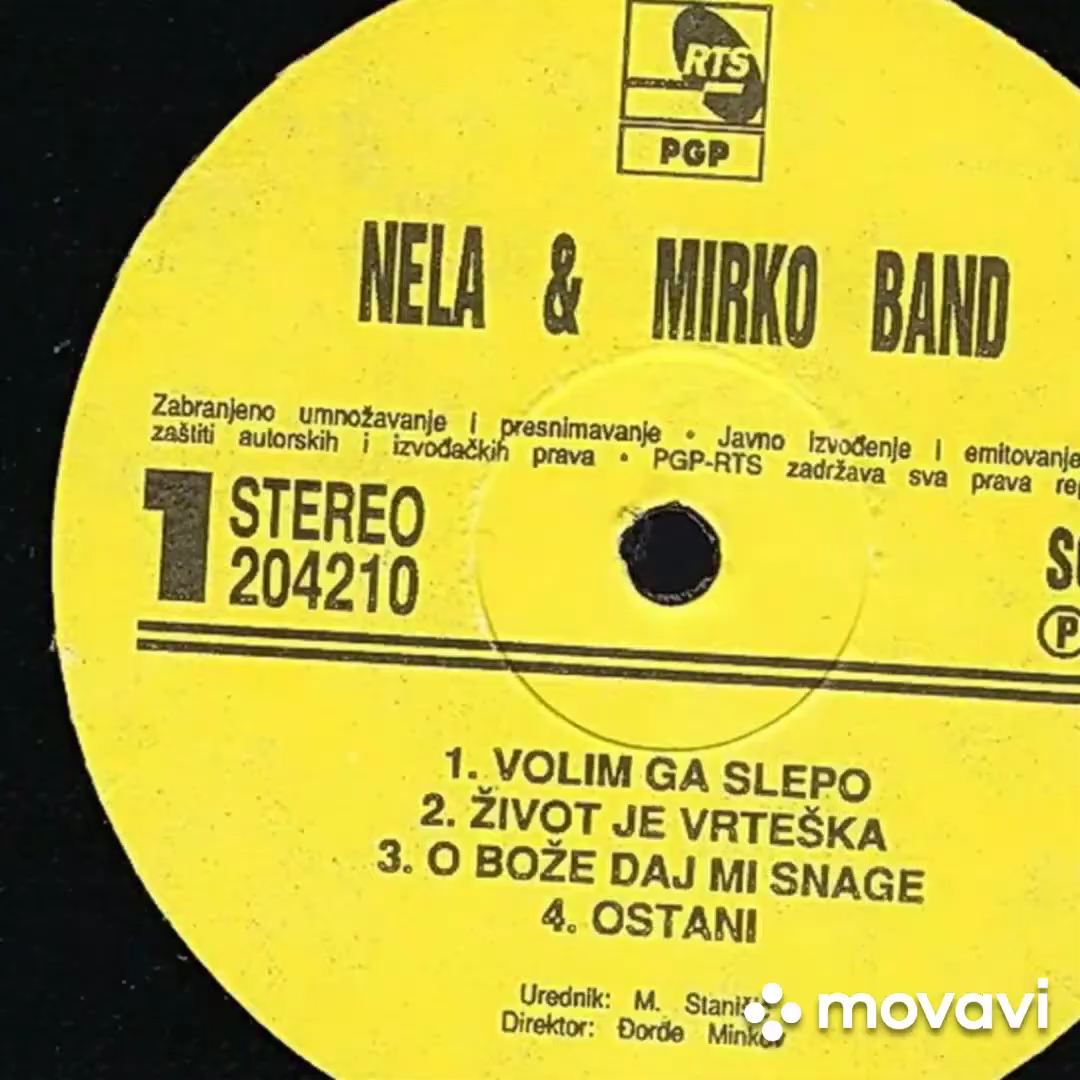 RTS
PGP
NELA & MIRKO BAND
Zabranjeno umnožavanje i presnimavanje • Javno izvođenje i emitovanje
zaštiti autorskih i izvođačkih prava • PGP-RTS zadržava sva prava
1 STEREO
204210
P
1. VOLIM GA SLEPO
2. ŽIVOT JE VRTEŠKA
3. O BOŽE DAJ MI SNAGE
4. OSTANI
Urednik: M.
Direktor: Đorđe
movavi